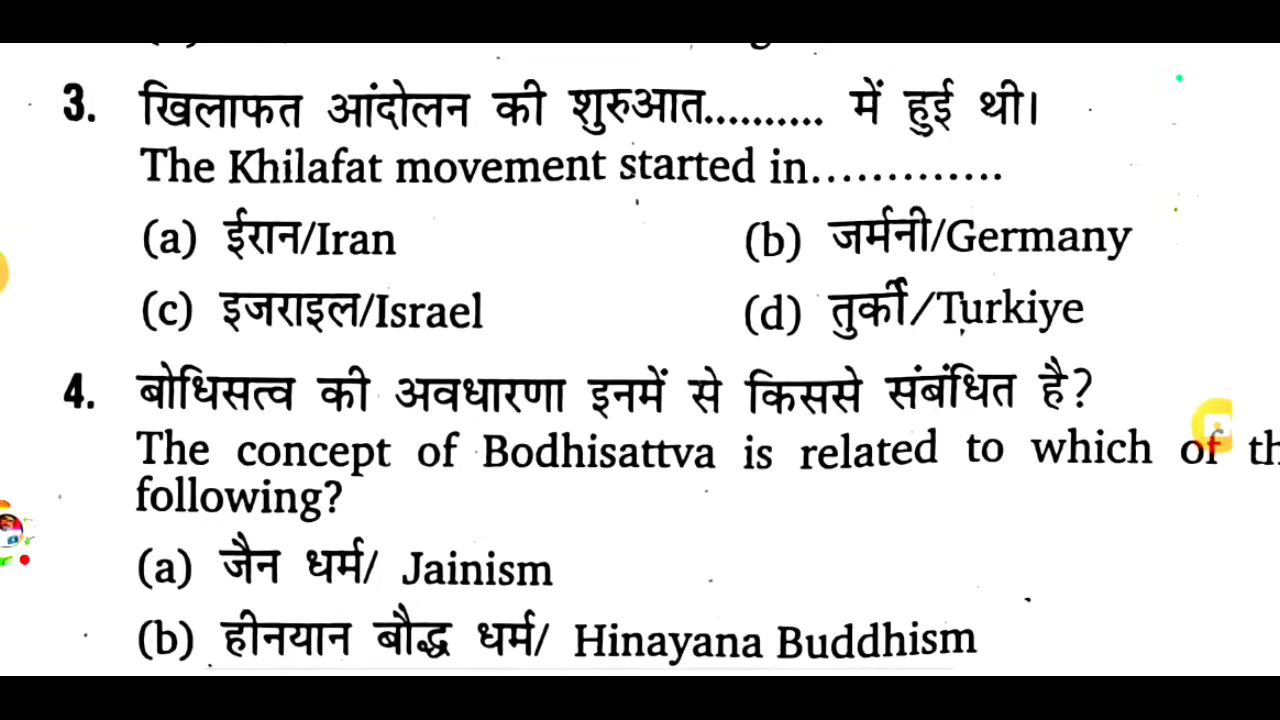 3. खिलाफत आंदोलन की शुरुआत.......... में हुई थी।
The Khilafat movement started in.............
(a) ईरान/Iran (b) जर्मनी/Germany
(c) इजराइल/Israel (d) तुर्की/Turkiye
4. बोधिसत्व की अवधारणा इनमें से किससे संबंधित है?
The concept of Bodhisattva is related to which of th
following?
(a) जैन धर्म/ Jainism
(b) हीनयान बौद्ध धर्म/ Hinayana Buddhism